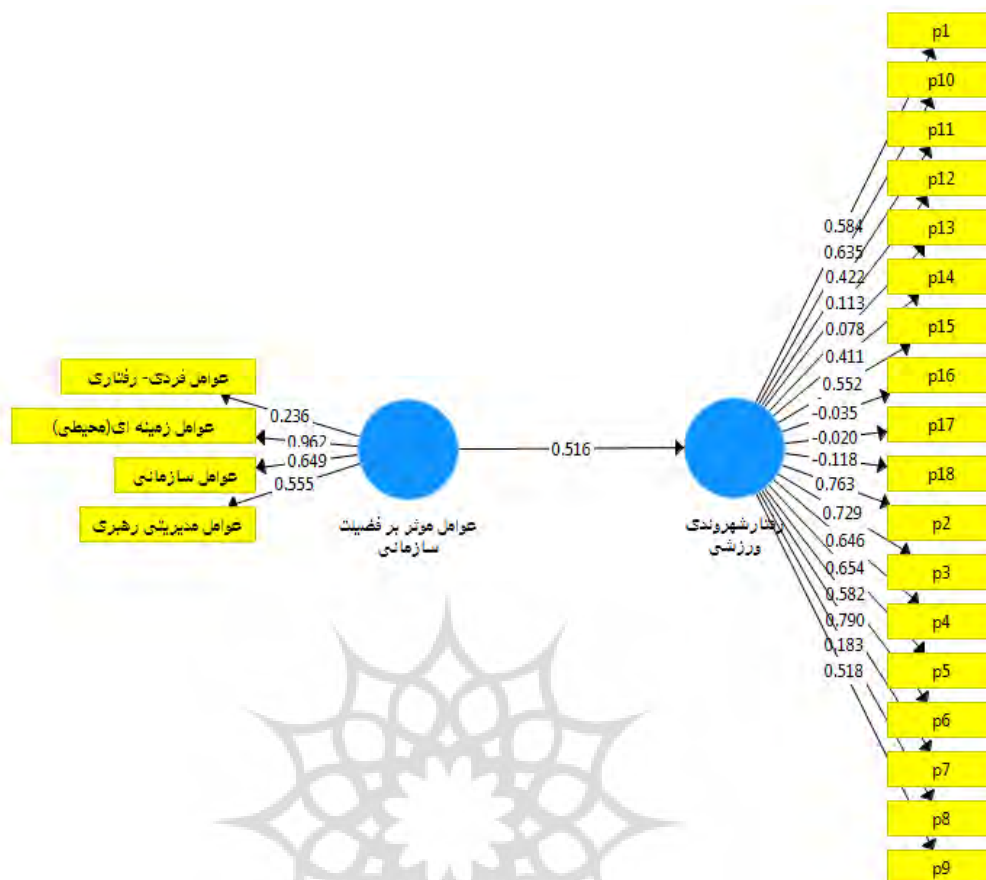 p1
p10
p11
p12
p13
p14
p15
p16
p17
p18
p2
p3
p4
p5
p6
p7
p8
p9
0.584
0.635
0.422
0.113
0.078
0.411
0.552
-0.035
-0.020
-0.118
0.763
0.729
0.646
0.654
0.582
0.790
0.183
0.518
رفتارشهروندی
ورزشی
0.516
عوامل موثر بر فضیت
سازمانی
0.236
0.962
0.649
0.555
عوامل فردی- رفتاری
عوامل زمینه ای(محیطی)
عوامل سازمانی
عوامل مدیریتی رهبری